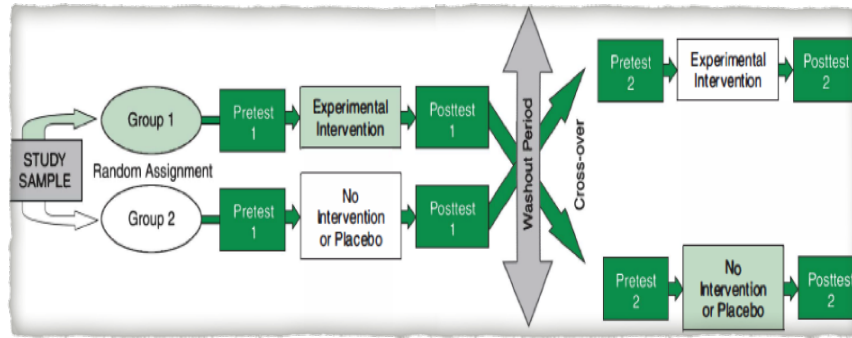 STUDY
SAMPLE
Random Assignment
Group 1
Pretest
1
Experimental
Intervention
Posttest
1
Group 2
Pretest
1
No
Intervention
or Placebo
Posttest
1
Washout Period
Cross-over
Pretest
2
Experimental
Intervention
Posttest
2
Pretest
2
No
Intervention
or Placebo
Posttest
2